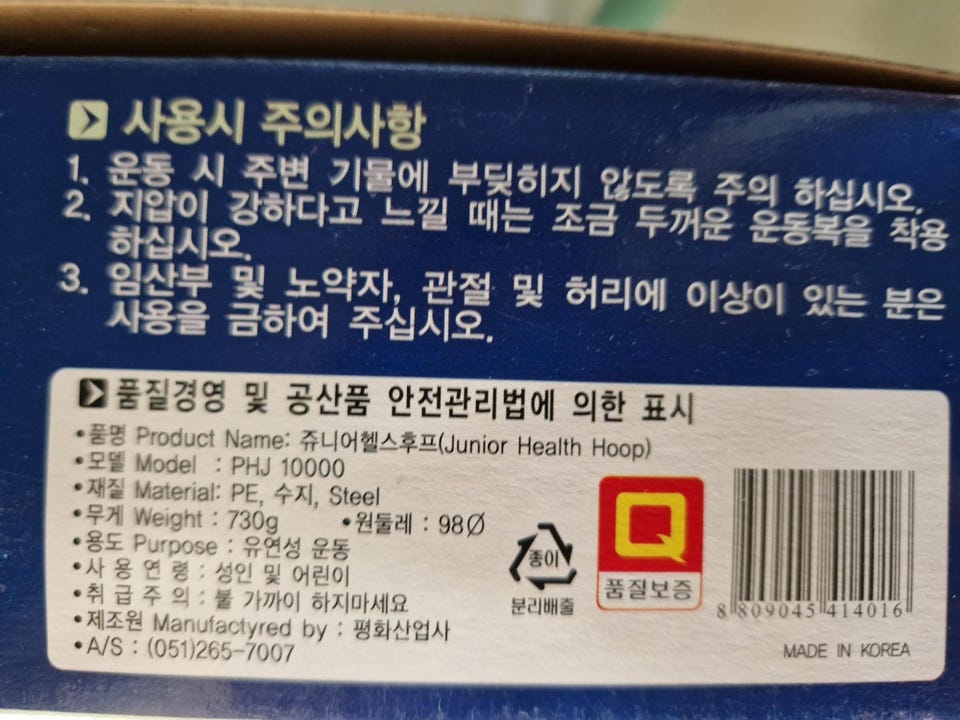 사용시 주의사항
1. 운동 시 주변 기물에 부딪히지 않도록 주의 하십시오.
2. 지압이 강하다고 느낄 때는 조금 두꺼운 운동복을 착용
하십시오.
3. 임산부 및 노약자, 관절 및 허리에 이상이 있는 분은
사용을 금하여 주십시오.
품질경영 및 공산품 안전관리법에 의한 표시
•품명 Product Name: 쥬니어헬스후프(Junior Health Hoop)
•모델 Model : PHJ 10000
•재질 Material: PE, 수지, Steel
•무게 Weight : 730g •원둘레 : 98Ø
•용도 Purpose : 유연성 운동
•사 용 연 령 : 성인 및 어린이
•취 급 주 의 : 불 가까이 하지마세요
•제조원 Manufactyred by : 평화산업사
•A/S : (051)265-7007
종이
분리배출
Q
품질보증
8 809045 414016
MADE IN KOREA